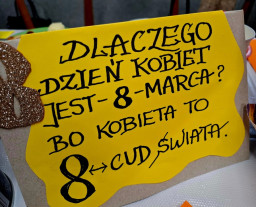 DLACZEGO
DZIEŃ KOBIET
JEST-8-MARCA?
BO KOBIETA TO
8↔CUD ŚWIATA.